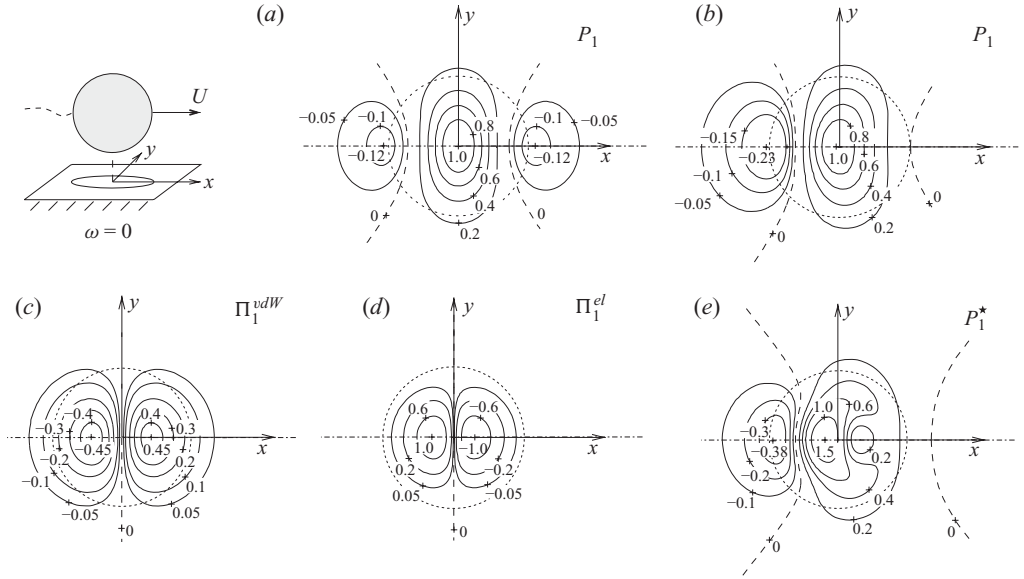 (a)
y
P1
−0.05
−0.1
−0.12
0.8
1.0
0.6
0.4
0.2
−0.1
−0.05
−0.12
x
0
0
(b)
y
P1
−0.15
−0.23
−0.1
−0.05
0.8
1.0
0.6
0.4
0.2
x
0
0
U
y
x
ω = 0
(c)
y
Π1^vdW
−0.4
−0.3
−0.45
−0.2
−0.1
−0.05
0.4
0.3
0.45
0.2
0.1
0.05
x
0
(d)
y
Π1^el
0.6
1.0
0.2
0.05
−0.6
−1.0
−0.2
−0.05
x
0
(e)
y
P1★
−0.3
−0.38
−0.2
−0.1
1.0
0.6
1.5
0.2
0.4
0.2
x
0
0